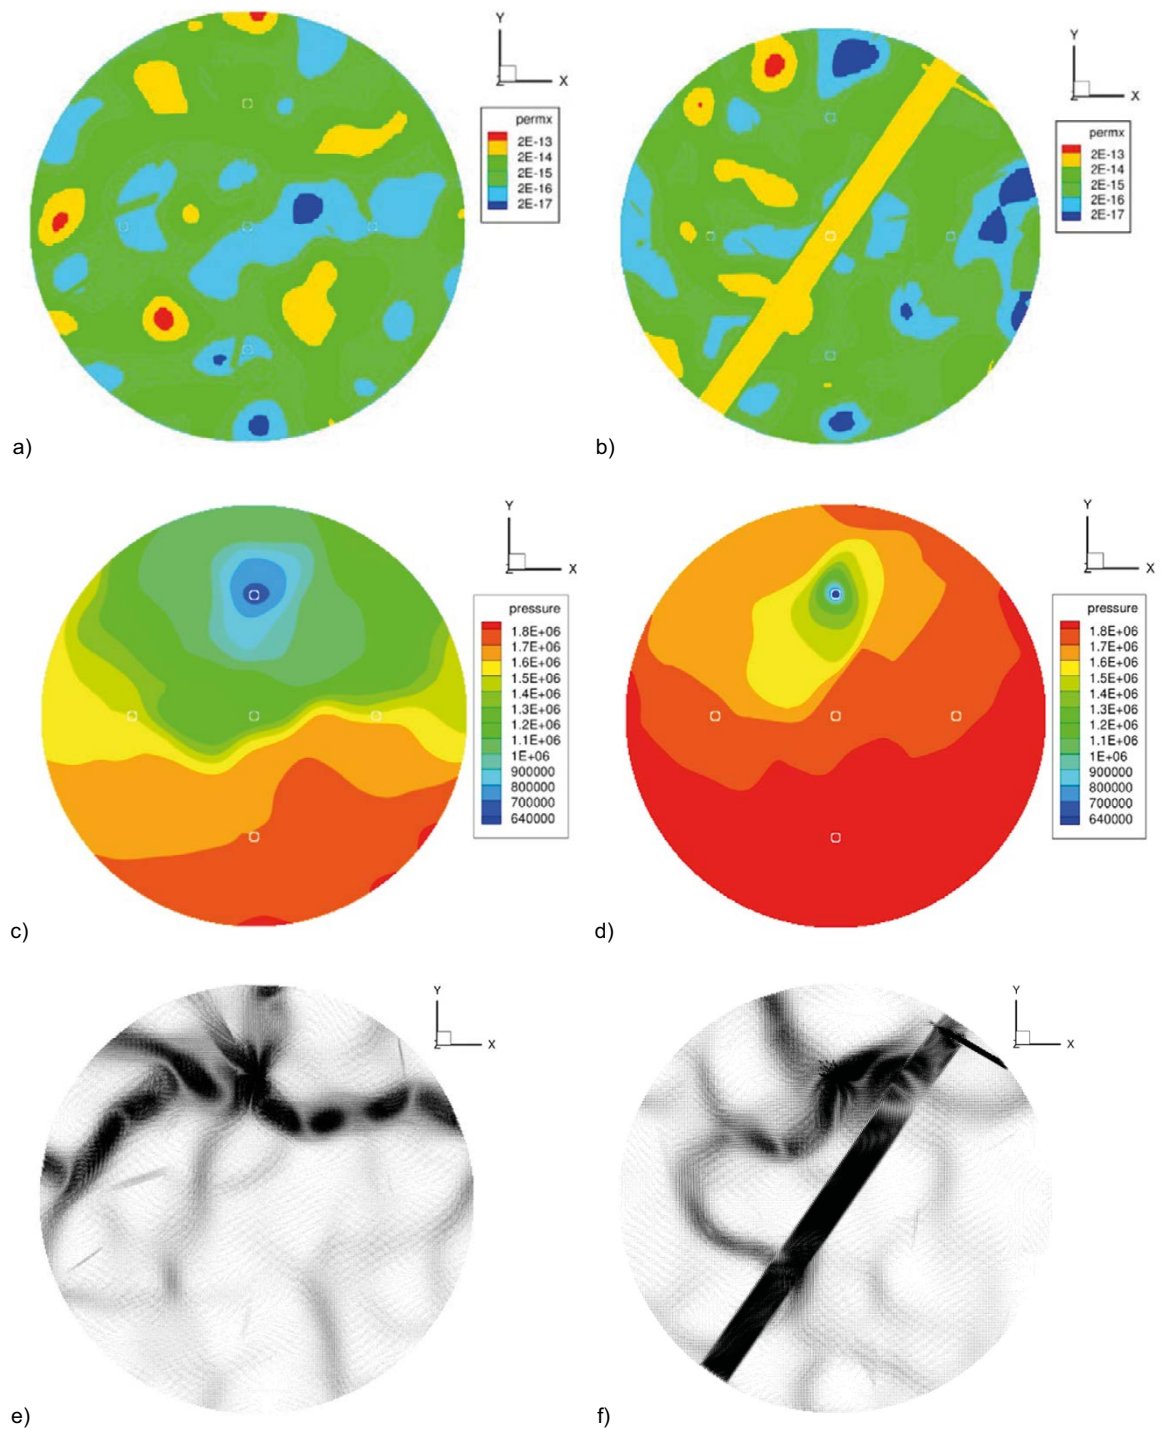 Y
X
Z
permx
2E-13
2E-14
2E-15
2E-16
2E-17
a)
Y
X
Z
permx
2E-13
2E-14
2E-15
2E-16
2E-17
b)
Y
X
Z
pressure
1.8E+06
1.7E+06
1.6E+06
1.5E+06
1.4E+06
1.3E+06
1.2E+06
1.1E+06
1E+06
900000
800000
700000
640000
c)
Y
X
Z
pressure
1.8E+06
1.7E+06
1.6E+06
1.5E+06
1.4E+06
1.3E+06
1.2E+06
1.1E+06
1E+06
900000
800000
700000
640000
d)
Y
X
Z
e)
Y
X
Z
f)